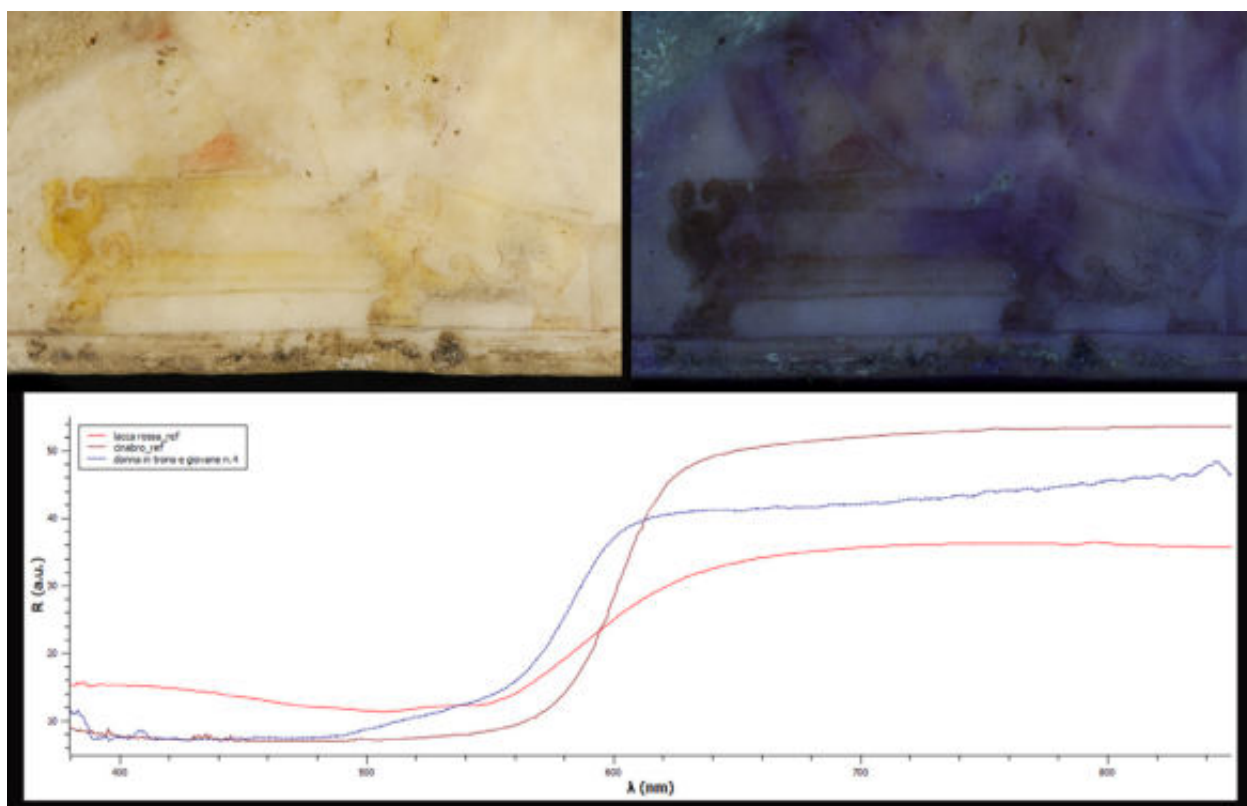 lacca rossa_ref
cinabro_ref
donna in trono e giovane n.4
50
40
30
20
10
R (a.u.)
400 500 600 700 800
λ (nm)